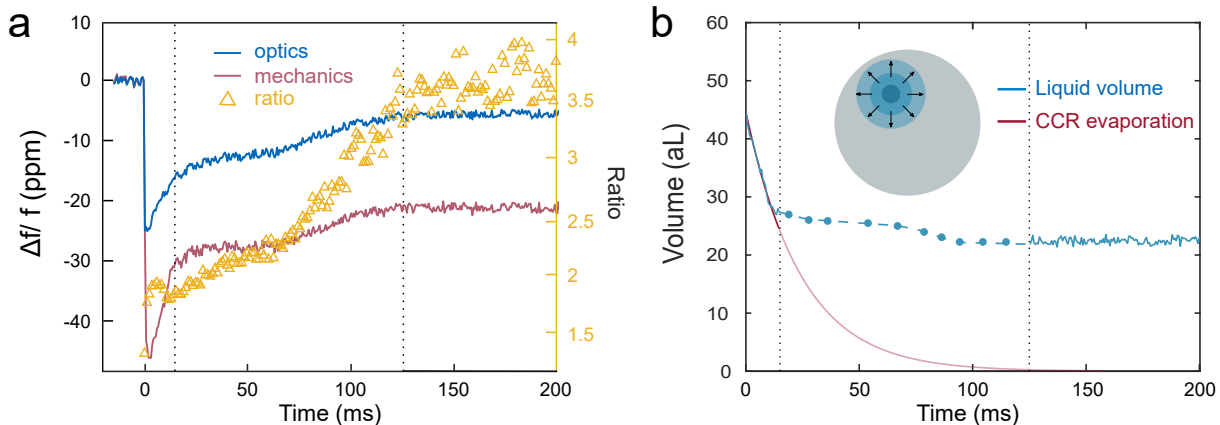 a
10
0
-10
-20
-30
-40
Δf/ f (ppm)
optics
mechanics
ratio
4
3.5
3
2.5
2
1.5
Ratio
0
50
100
150
200
Time (ms)
b
60
50
40
30
20
10
0
Volume (aL)
Liquid volume
CCR evaporation
0
50
100
150
200
Time (ms)